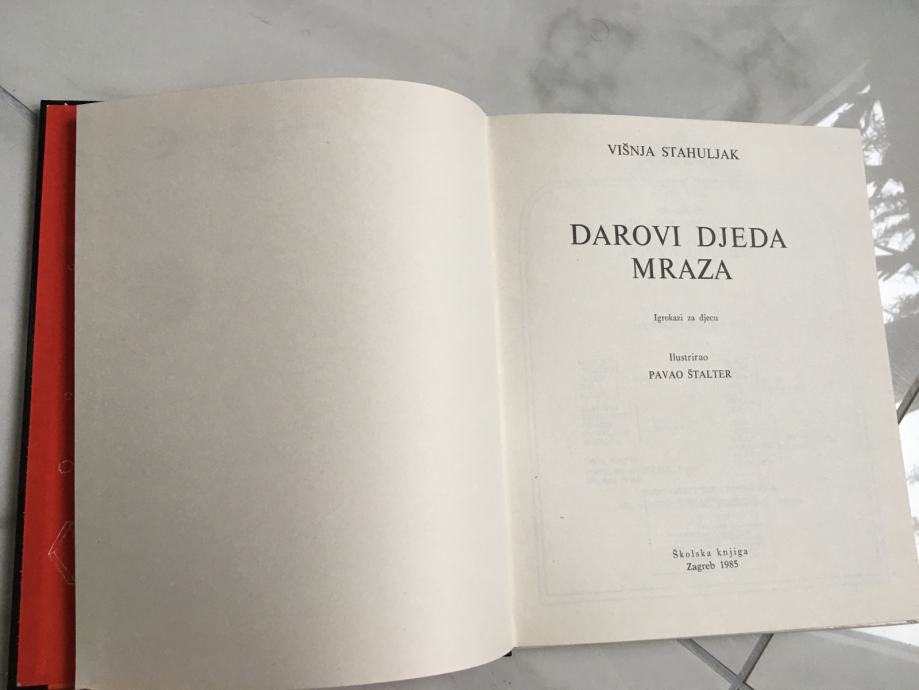 VIŠNJA STAHULJAK
DAROVI DJEDA
MRAZA
Igrokazi za djecu
Ilustrirao
PAVAO ŠTALTER
Školska knjiga
Zagreb 1985